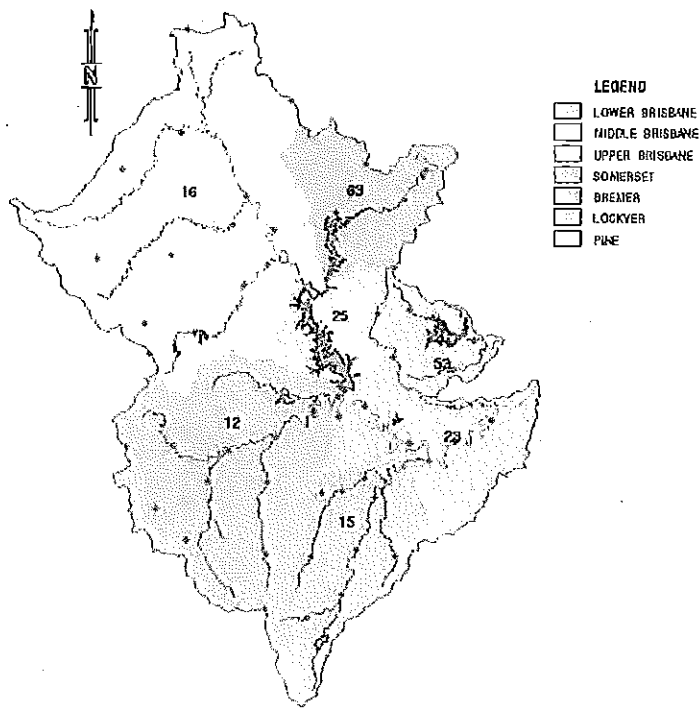 N
LEGEND
LOWER BRISBANE
MIDDLE BRISBANE
UPPER BRISBANE
SOMERSET
BREMER
LOCKYER
PINE
63
16
25
53
12
23
15